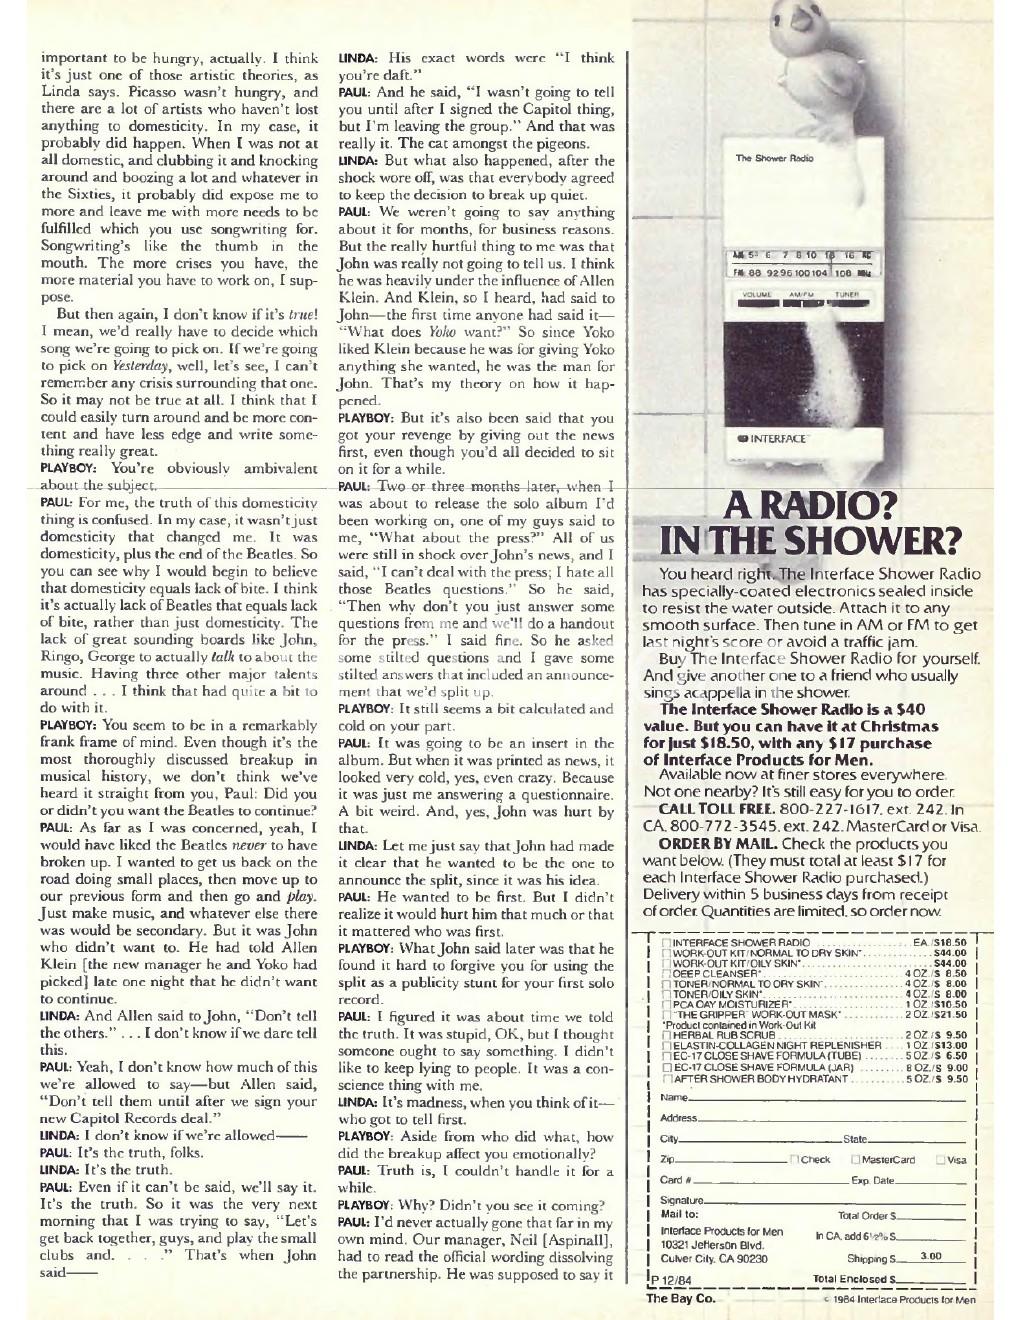 important to be hungry, actually. I think
it's just one of those artistic theories, as
Linda says. Picasso wasn't hungry, and
there are a lot of artists who haven't lost
anything to domesticity. In my case, it
probably did happen. When I was not at
all domestic, and clubbing it and knocking
around and boozing a lot and whatever in
the Sixties, it probably did expose me to
more and leave me with more needs to be
fulfilled which you use songwriting for.
Songwriting's like the thumb in the
mouth. The more crises you have, the
more material you have to work on, I sup-
pose.
But then again, I don't know if it's true!
I mean, we'd really have to decide which
song we're going to pick on. If we're going
to pick on Yesterday, well, let's see, I can't
remember any crisis surrounding that one.
So it may not be true at all. I think that I
could easily turn around and be more con-
tent and have less edge and write some-
thing really great.
PLAYBOY: You're obviously ambivalent
about the subject.
PAUL: For me, the truth of this domesticity
thing is confused. In my case, it wasn't just
domesticity that changed me. It was
domesticity, plus the end of the Beatles. So
you can see why I would begin to believe
that domesticity equals lack of bite. I think
it's actually lack of Beatles that equals lack
of bite, rather than just domesticity. The
lack of great sounding boards like John,
Ringo, George to actually talk to about the
music. Having three other major talents
around . . . I think that had quite a bit to
do with it.
PLAYBOY: You seem to be in a remarkably
frank frame of mind. Even though it's the
most thoroughly discussed breakup in
musical history, we don't think we've
heard it straight from you, Paul: Did you
or didn't you want the Beatles to continue?
PAUL: As far as I was concerned, yeah, I
would have liked the Beatles never to have
broken up. I wanted to get us back on the
road doing small places, then move up to
our previous form and then go and play.
Just make music, and whatever else there
was would be secondary. But it was John
who didn't want to. He had told Allen
Klein [the new manager he and Yoko had
picked] late one night that he didn't want
to continue.
LINDA: And Allen said to John, "Don't tell
the others." . . . I don't know if we dare tell
this.
PAUL: Yeah, I don't know how much of this
we're allowed to say—but Allen said,
"Don't tell them until after we sign your
new Capitol Records deal."
LINDA: I don't know if we're allowed——
PAUL: It's the truth, folks.
LINDA: It's the truth.
PAUL: Even if it can't be said, we'll say it.
It's the truth. So it was the very next
morning that I was trying to say, "Let's
get back together, guys, and play the small
clubs and. . . ." That's when John
said——
LINDA: His exact words were "I think
you're daft."
PAUL: And he said, "I wasn't going to tell
you until after I signed the Capitol thing,
but I'm leaving the group." And that was
really it. The cat amongst the pigeons.
LINDA: But what also happened, after the
shock wore off, was that everybody agreed
to keep the decision to break up quiet.
PAUL: We weren't going to say anything
about it for months, for business reasons.
But the really hurtful thing to me was that
John was really not going to tell us. I think
he was heavily under the influence of Allen
Klein. And Klein, so I heard, had said to
John—the first time anyone had said it—
"What does Yoko want?" So since Yoko
liked Klein because he was for giving Yoko
anything she wanted, he was the man for
John. That's my theory on how it hap-
pened.
PLAYBOY: But it's also been said that you
got your revenge by giving out the news
first, even though you'd all decided to sit
on it for a while.
PAUL: Two or three months later, when I
was about to release the solo album I'd
been working on, one of my guys said to
me, "What about the press?" All of us
were still in shock over John's news, and I
said, "I can't deal with the press; I hate all
those Beatles questions." So he said,
"Then why don't you just answer some
questions from me and we'll do a handout
for the press." I said fine. So he asked
some stilted questions and I gave some
stilted answers that included an announce-
ment that we'd split up.
PLAYBOY: It still seems a bit calculated and
cold on your part.
PAUL: It was going to be an insert in the
album. But when it was printed as news, it
looked very cold, yes, even crazy. Because
it was just me answering a questionnaire.
A bit weird. And, yes, John was hurt by
that.
LINDA: Let me just say that John had made
it clear that he wanted to be the one to
announce the split, since it was his idea.
PAUL: He wanted to be first. But I didn't
realize it would hurt him that much or that
it mattered who was first.
PLAYBOY: What John said later was that he
found it hard to forgive you for using the
split as a publicity stunt for your first solo
record.
PAUL: I figured it was about time we told
the truth. It was stupid, OK, but I thought
someone ought to say something. I didn't
like to keep lying to people. It was a con-
science thing with me.
LINDA: It's madness, when you think of it—
who got to tell first.
PLAYBOY: Aside from who did what, how
did the breakup affect you emotionally?
PAUL: Truth is, I couldn't handle it for a
while.
PLAYBOY: Why? Didn't you see it coming?
PAUL: I'd never actually gone that far in my
own mind. Our manager, Neil [Aspinall],
had to read the official wording dissolving
the partnership. He was supposed to say it
The Shower Radio
AM 5³ 6 7 8 10 13 16 KC
FM 88 92 96 100 104 108 MHz
VOLUME AM/FM TUNER
INTERFACE
A RADIO?
IN THE SHOWER?
You heard right. The Interface Shower Radio
has specially-coated electronics sealed inside
to resist the water outside. Attach it to any
smooth surface. Then tune in AM or FM to get
last night's score or avoid a traffic jam.
Buy The Interface Shower Radio for yourself.
And give another one to a friend who usually
sings acappella in the shower.
The Interface Shower Radio is a $40
value. But you can have it at Christmas
for just $18.50, with any $17 purchase
of Interface Products for Men.
Available now at finer stores everywhere.
Not one nearby? It's still easy for you to order.
CALL TOLL FREE. 800-227-1617, ext. 242. In
CA, 800-772-3545, ext. 242. MasterCard or Visa.
ORDER BY MAIL. Check the products you
want below. (They must total at least $17 for
each Interface Shower Radio purchased.)
Delivery within 5 business days from receipt
of order. Quantities are limited, so order now.
INTERFACE SHOWER RADIO EA./$18.50
WORK-OUT KIT/NORMAL TO DRY SKIN* $44.00
WORK-OUT KIT/OILY SKIN* $44.00
DEEP CLEANSER* 4 OZ./$ 8.50
TONER/NORMAL TO DRY SKIN* 4 OZ./$ 8.00
TONER/OILY SKIN* 4 OZ./$ 8.00
PCA DAY MOISTURIZER* 1 OZ/$10.50
"THE GRIPPER" WORK-OUT MASK* 2 OZ./$21.50
*Product contained in Work-Out Kit
HERBAL RUB SCRUB 2 OZ./$ 9.50
ELASTIN-COLLAGEN NIGHT REPLENISHER 1 OZ./$13.00
EC-17 CLOSE SHAVE FORMULA (TUBE) 5 OZ./$ 6.50
EC-17 CLOSE SHAVE FORMULA (JAR) 8 OZ./$ 9.00
AFTER SHOWER BODY HYDRATANT 5 OZ./$ 9.50
Name
Address
City State
Zip Check MasterCard Visa
Card # Exp. Date
Signature
Mail to: Total Order $
Interface Products for Men
10321 Jefferson Blvd.
Culver City, CA 90230
In CA, add 6½% $
Shipping $ 3.00
P 12/84 Total Enclosed $
The Bay Co. © 1984 Interface Products for Men